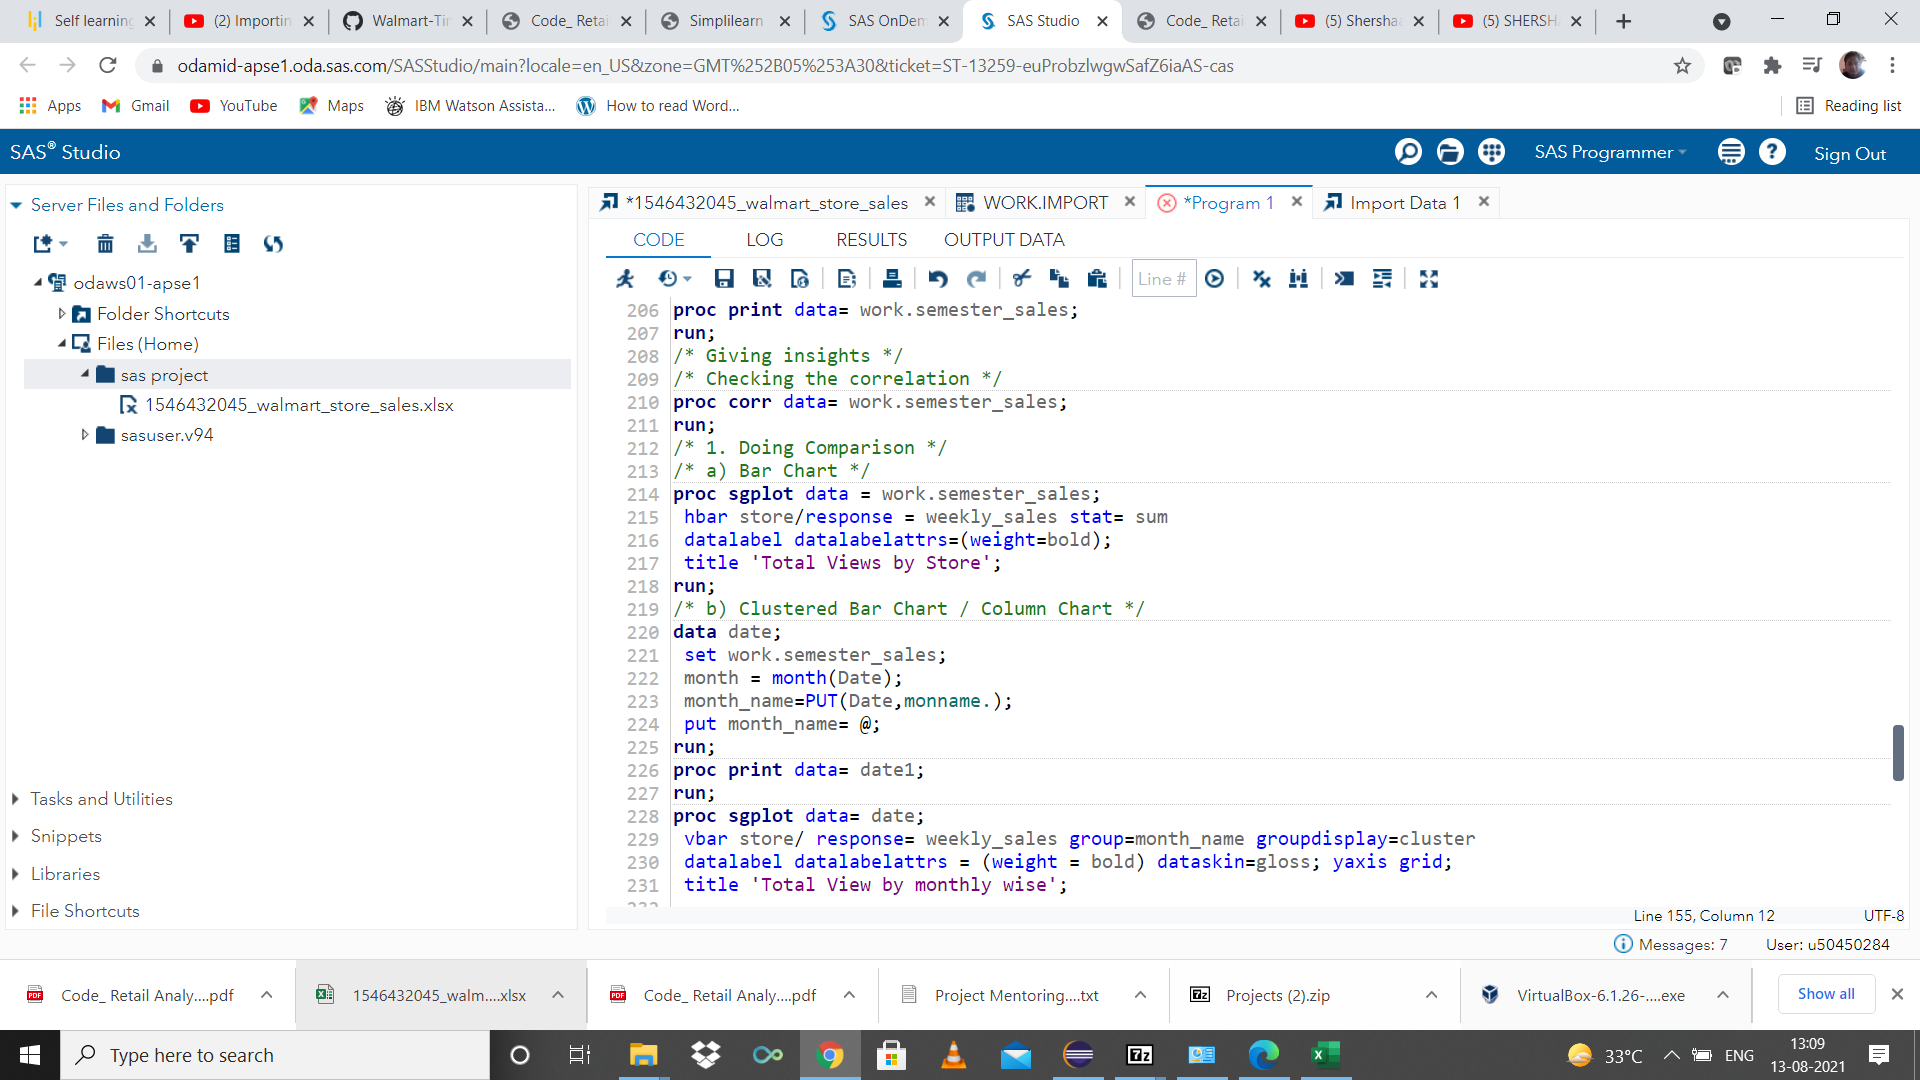 Self learning
(2) Importin
Walmart-Tir
Code_ Retai
Simplilearn
SAS OnDem
SAS Studio
Code_ Retai
(5) Shersha
(5) SHERSH
odamid-apse1.oda.sas.com/SASStudio/main?locale=en_US&zone=GMT%252B05%253A30&ticket=ST-13259-euProbzlwgwSafZ6iaAS-cas
Apps
Gmail
YouTube
Maps
IBM Watson Assista...
How to read Word...
Reading list
SAS® Studio
SAS Programmer
Sign Out
Server Files and Folders
odaws01-apse1
Folder Shortcuts
Files (Home)
sas project
1546432045_walmart_store_sales.xlsx
sasuser.v94
Tasks and Utilities
Snippets
Libraries
File Shortcuts
*1546432045_walmart_store_sales
WORK.IMPORT
*Program 1
Import Data 1
CODE
LOG
RESULTS
OUTPUT DATA
Line #
206 proc print data= work.semester_sales;
207 run;
208 /* Giving insights */
209 /* Checking the correlation */
210 proc corr data= work.semester_sales;
211 run;
212 /* 1. Doing Comparison */
213 /* a) Bar Chart */
214 proc sgplot data = work.semester_sales;
215 hbar store/response = weekly_sales stat= sum
216 datalabel datalabelattrs=(weight=bold);
217 title 'Total Views by Store';
218 run;
219 /* b) Clustered Bar Chart / Column Chart */
220 data date;
221 set work.semester_sales;
222 month = month(Date);
223 month_name=PUT(Date,monname.);
224 put month_name= @;
225 run;
226 proc print data= date1;
227 run;
228 proc sgplot data= date;
229 vbar store/ response= weekly_sales group=month_name groupdisplay=cluster
230 datalabel datalabelattrs = (weight = bold) dataskin=gloss; yaxis grid;
231 title 'Total View by monthly wise';
Line 155, Column 12
UTF-8
Messages: 7
User: u50450284
Code_ Retail Analy....pdf
1546432045_walm....xlsx
Code_ Retail Analy....pdf
Project Mentoring....txt
Projects (2).zip
VirtualBox-6.1.26-....exe
Show all
Type here to search
33°C
ENG
13:09
13-08-2021